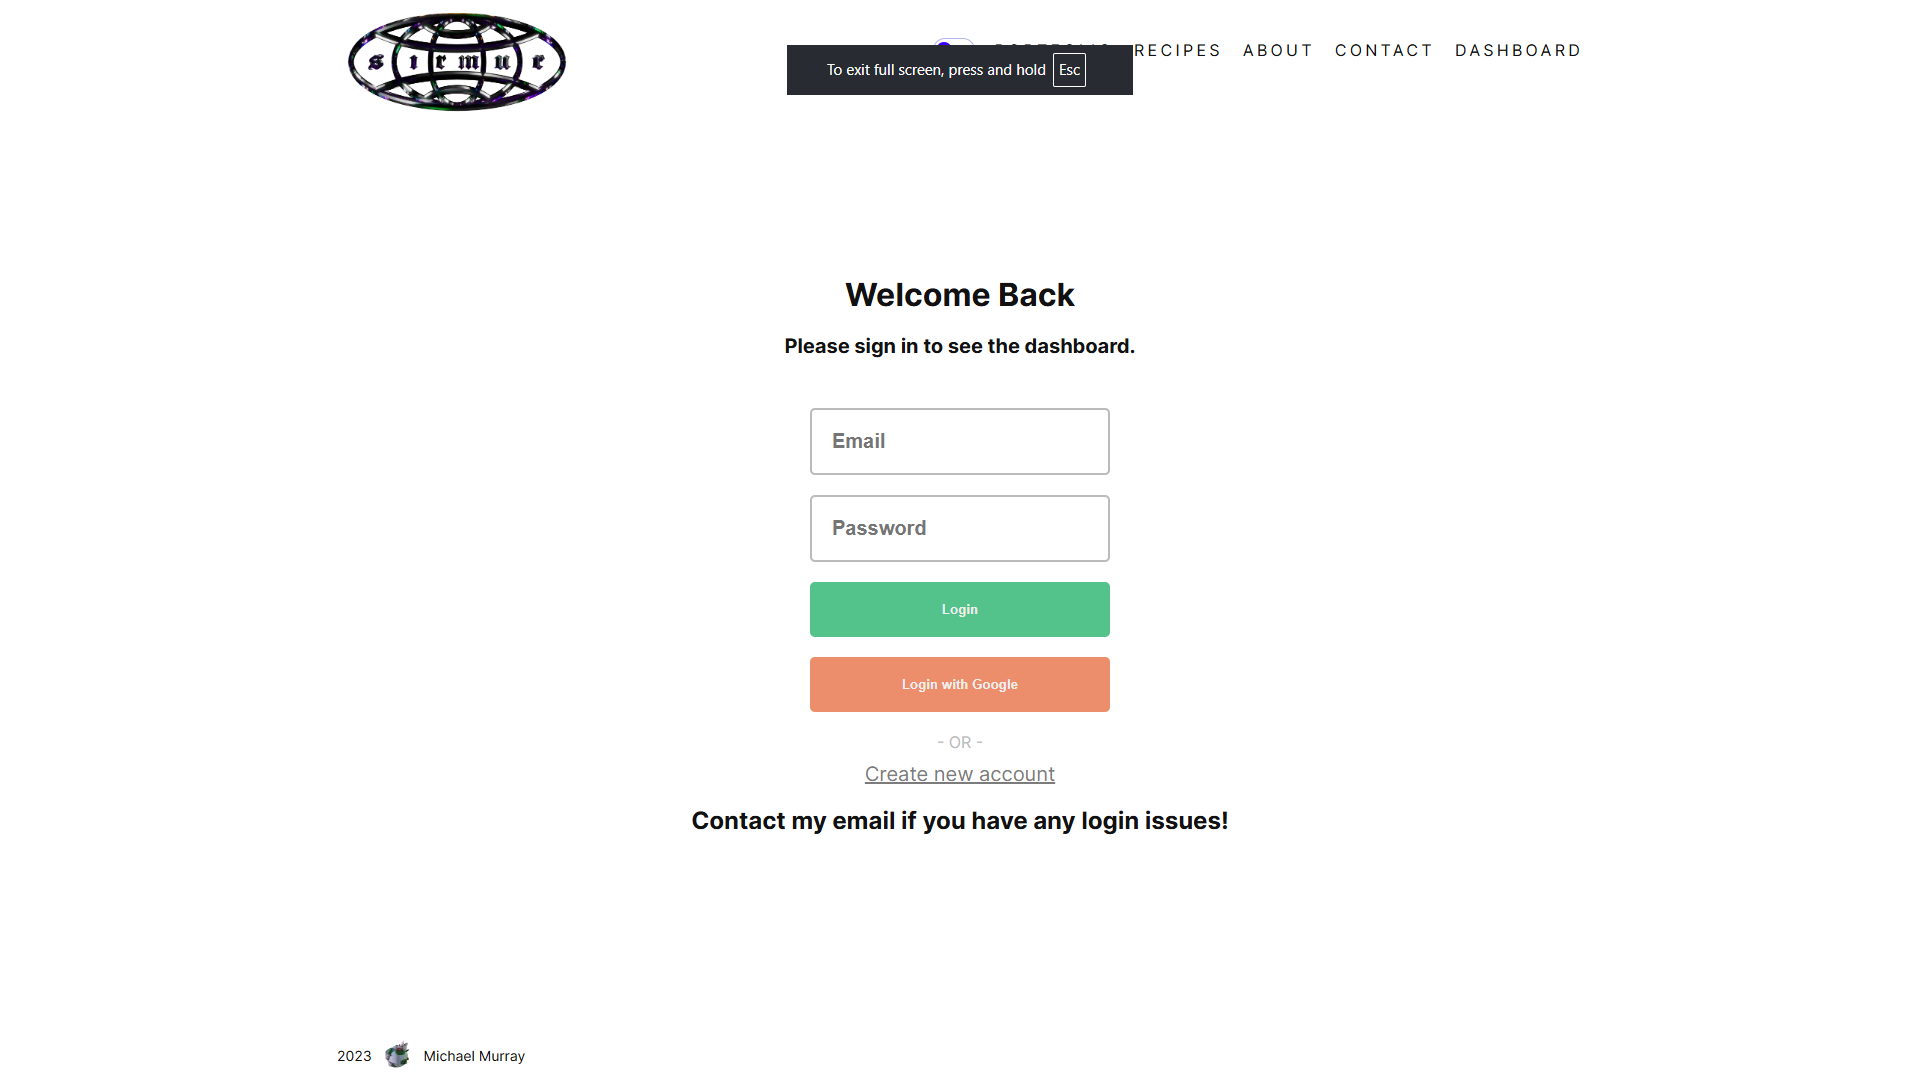 sirmue
RECIPES ABOUT CONTACT DASHBOARD
To exit full screen, press and hold Esc
Welcome Back
Please sign in to see the dashboard.
Email
Password
Login
Login with Google
- OR -
Create new account
Contact my email if you have any login issues!
2023 Michael Murray